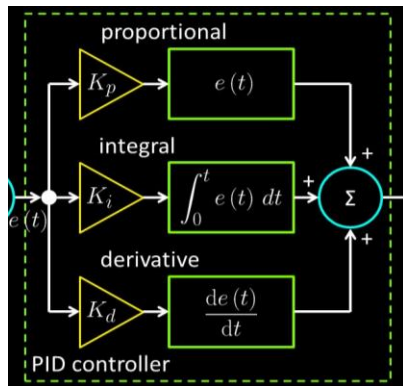 proportional
K_p
e(t)
+
integral
e(t)
K_i
∫_0^t e(t) dt
+
Σ
+
derivative
K_d
de(t)/dt
PID controller